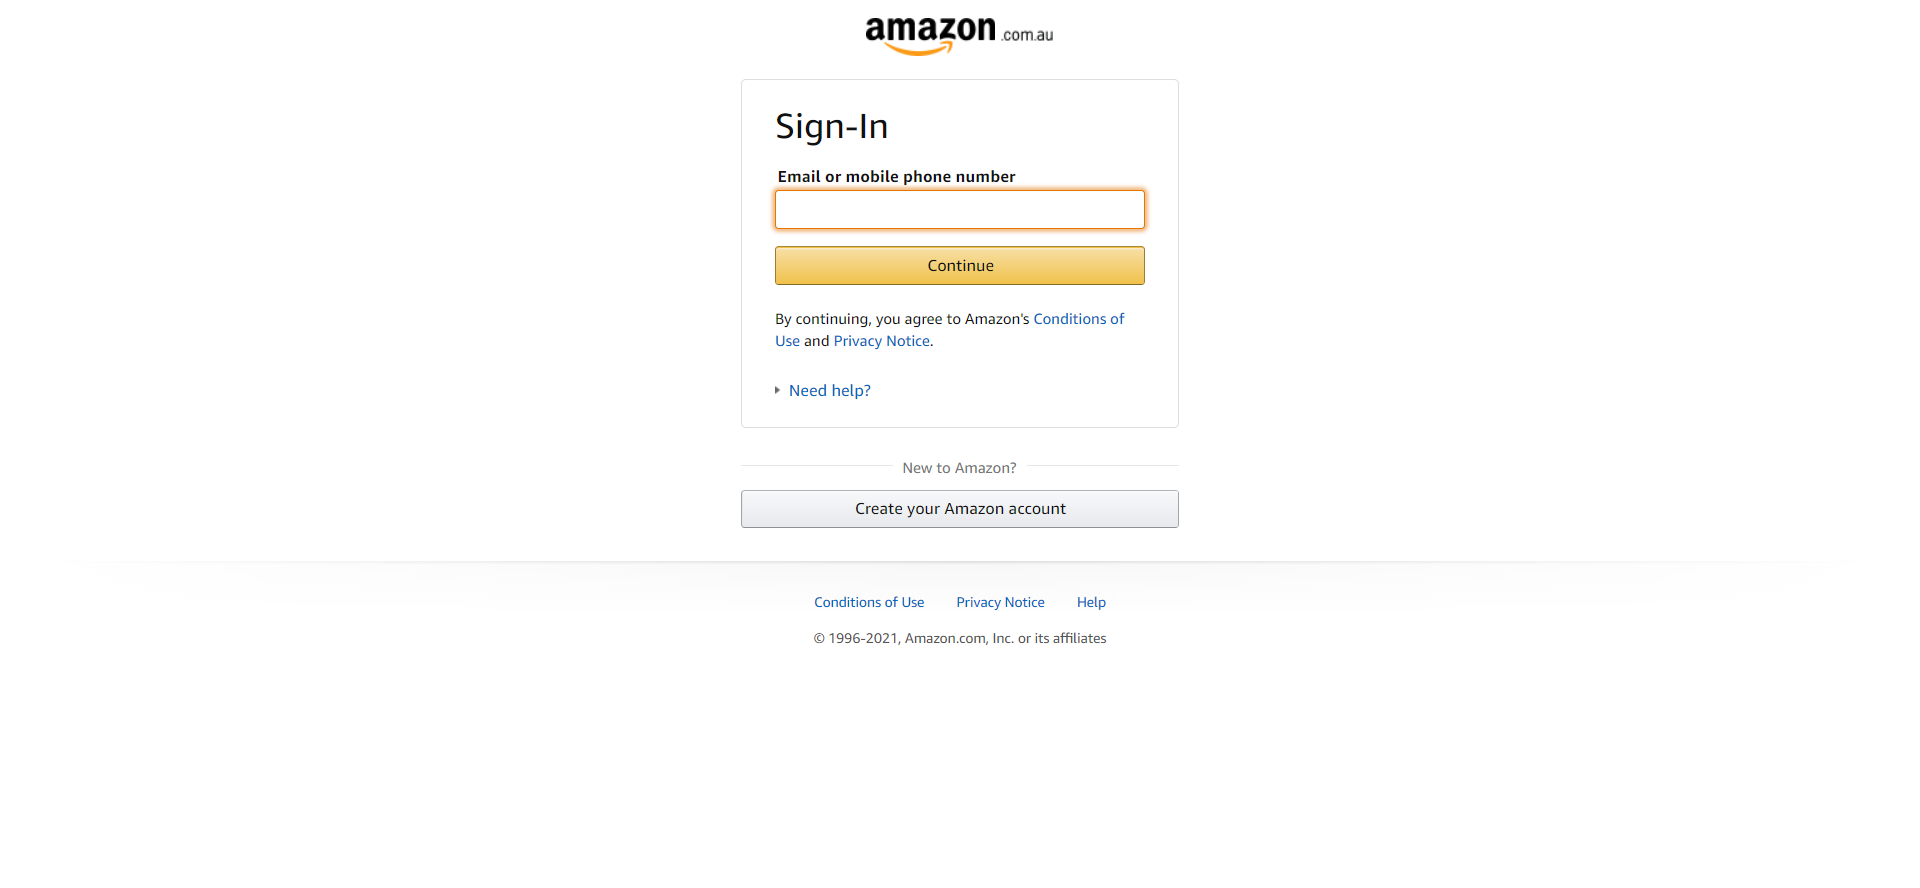 amazon.com.au
Sign-In
Email or mobile phone number
Continue
By continuing, you agree to Amazon's Conditions of
Use and Privacy Notice.
Need help?
New to Amazon?
Create your Amazon account
Conditions of Use Privacy Notice Help
© 1996-2021, Amazon.com, Inc. or its affiliates